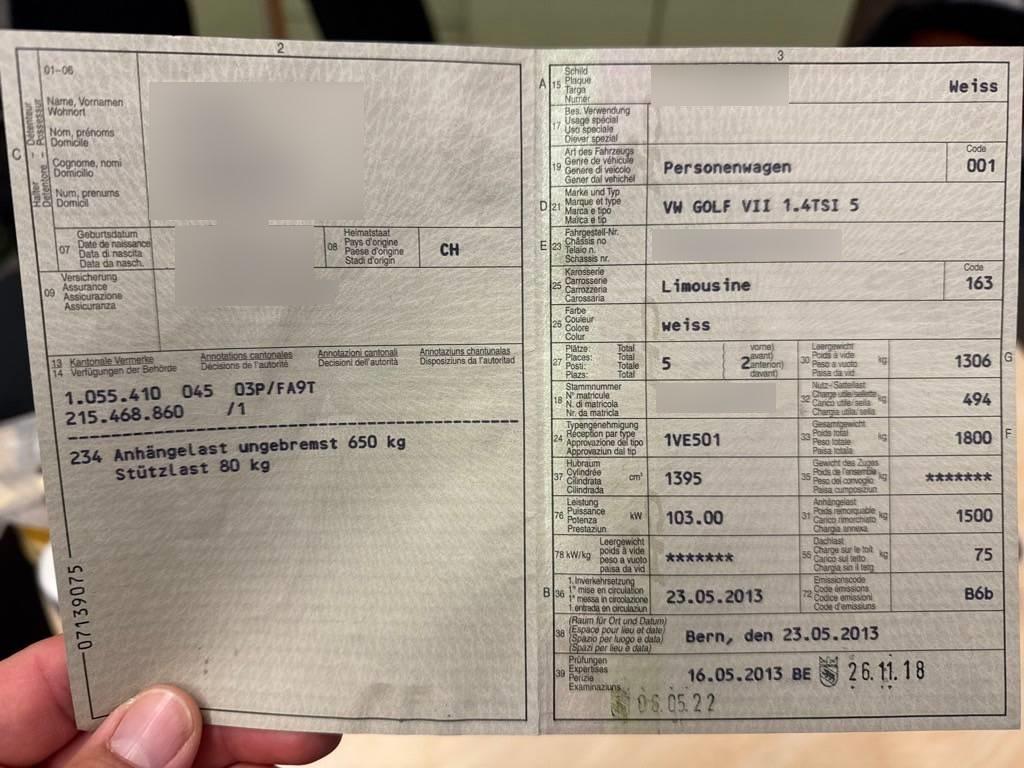 2
01-06
C
Halter - Détenteur
Detentore - Possessur
Name, Vornamen
Wohnort
Nom, prénoms
Domicile
Cognome, nomi
Domicilio
Num, prenums
Domicil
07
Geburtsdatum
Date de naissance
Data di nascita
Data da nasch.
08
Heimatstaat
Pays d'origine
Paese d'origine
Stadi d'origin
CH
09
Versicherung
Assurance
Assicurazione
Assicuranza
13 Kantonale Vermerke Annotations cantonales Annotazioni cantonali Annotaziuns chantunalas
14 Verfügungen der Behörde Décisions de l'autorité Decisioni dell'autorità Disposiziuns da l'autoritad
1.055.410 045 03P/FA9T
215.468.860 /1
234 Anhängelast ungebremst 650 kg
Stützlast 80 kg
07139075
3
A 15
Schild
Plaque
Targa
Numer
Weiss
17
Bes. Verwendung
Usage spécial
Uso speciale
Diever spezial
19
Art des Fahrzeugs
Genre de véhicule
Genere di veicolo
Gener dal vehichel
Personenwagen
Code
001
D 21
Marke und Typ
Marque et type
Marca e tipo
Marca e tip
VW GOLF VII 1.4TSI 5
E 23
Fahrgestell-Nr.
Châssis no
Telaio n.
Schassis nr.
25
Karosserie
Carrosserie
Carrozzeria
Carossaria
Limousine
Code
163
26
Farbe
Couleur
Colore
Colur
weiss
27
Plätze: Total
Places: Total
Posti: Totale
Plazs: Total
5
2
vorne)
avant)
anteriori)
davant)
30
Leergewicht
Poids à vide
Peso a vuoto
Paisa da vid
kg
1306
G
18
Stammnummer
N° matricule
N. di matricola
Nr. da matricla
32
Nutz-/Sattellast
Charge utile/sellette
Carico utile/sella
Chargia utila/sella
kg
494
24
Typengenehmigung
Réception par type
Approvazione del tipo
Approvaziun dal tip
1VE501
33
Gesamtgewicht
Poids total
Peso totale
Paisa totala
kg
1800
F
37
Hubraum
Cylindrée
Cilindrata
Cilindrada
cm³
1395
35
Gewicht des Zuges
Poids de l'ensemble
Peso del convoglio
Paisa cumposiziun
kg
*******
76
Leistung
Puissance
Potenza
Prestaziun
kW
103.00
31
Anhängelast
Poids remorquable
Carico rimorchiato
Chargia annexa
kg
1500
78 kW/kg
Leergewicht
poids à vide
peso a vuoto
paisa da vid
*******
55
Dachlast
Charge sur le toit
Carico sul tetto
Chargia sin il tetg
kg
75
B 36
1. Inverkehrsetzung
1re mise en circulation
1a messa in circolazione
1. entrada en circulaziun
23.05.2013
72
Emissionscode
Code émissions
Codice emissioni
Code d'emissiuns
B6b
38
(Raum für Ort und Datum)
(Espace pour lieu et date)
(Spazio per luogo e data)
(Spazi per lieu e data)
Bern, den 23.05.2013
39
Prüfungen
Expertises
Perizie
Examinaziuns
16.05.2013 BE 26.11.18
06.05.22